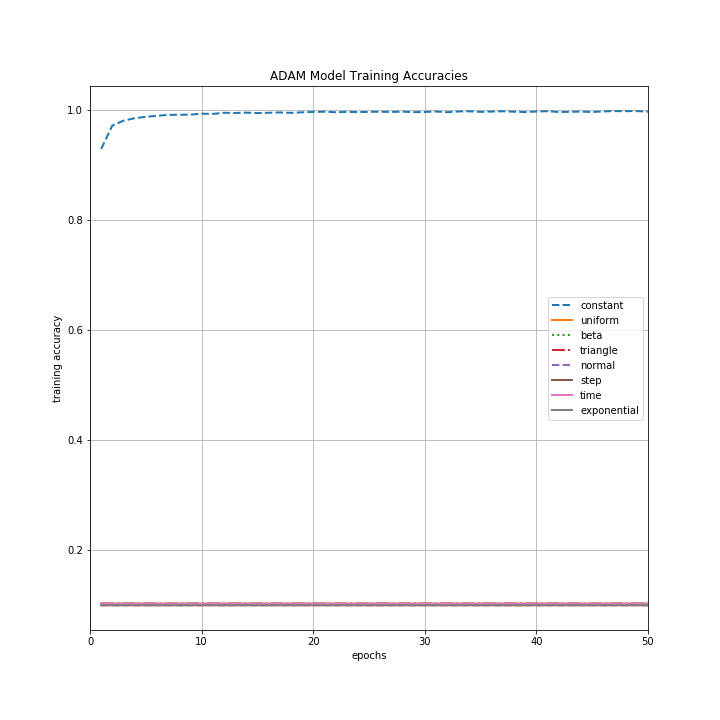 ADAM Model Training Accuracies
1.0
0.8
0.6
0.4
0.2
training accuracy
constant
uniform
beta
triangle
normal
step
time
exponential
0 10 20 30 40 50
epochs